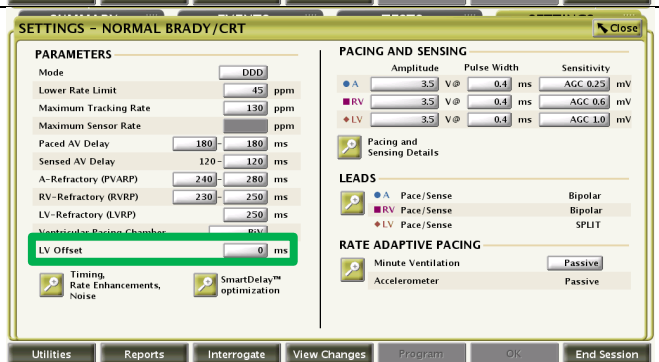 SETTINGS - NORMAL BRADY/CRT
Close
PARAMETERS
Mode DDD
Lower Rate Limit 45 ppm
Maximum Tracking Rate 130 ppm
Maximum Sensor Rate ppm
Paced AV Delay 180 - 180 ms
Sensed AV Delay 120 - 120 ms
A-Refractory (PVARP) 240 - 280 ms
RV-Refractory (RVRP) 230 - 250 ms
LV-Refractory (LVRP) 250 ms
Ventricular Pacing Chamber BiV
LV Offset 0 ms
Timing,
Rate Enhancements,
Noise
SmartDelay™
optimization
PACING AND SENSING
Amplitude Pulse Width Sensitivity
A 3.5 V@ 0.4 ms AGC 0.25 mV
RV 3.5 V@ 0.4 ms AGC 0.6 mV
LV 3.5 V@ 0.4 ms AGC 1.0 mV
Pacing and
Sensing Details
LEADS
A Pace/Sense Bipolar
RV Pace/Sense Bipolar
LV Pace/Sense SPLIT
RATE ADAPTIVE PACING
Minute Ventilation Passive
Accelerometer Passive
Utilities Reports Interrogate View Changes Program OK End Session